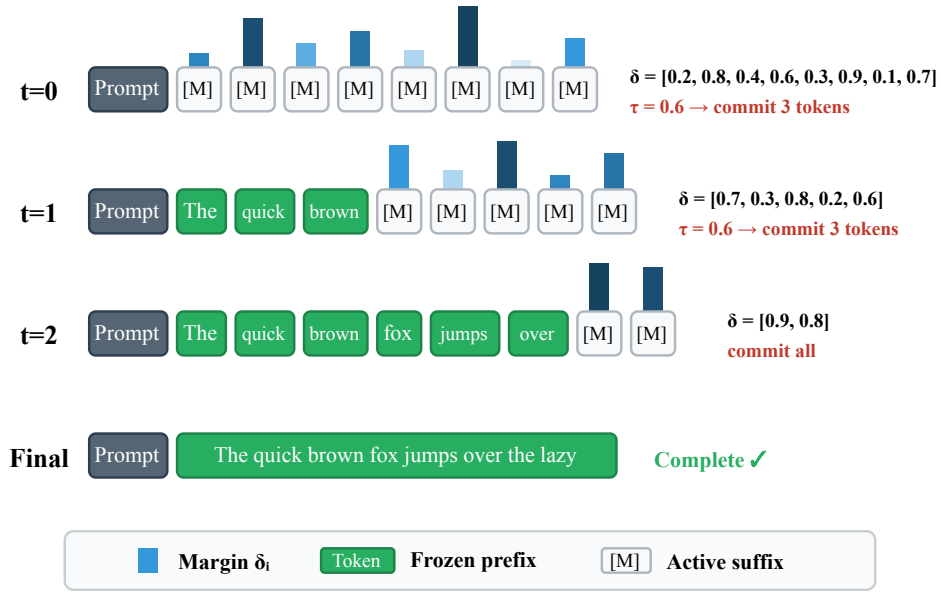 t=0 Prompt [M] [M] [M] [M] [M] [M] [M] [M] δ = [0.2, 0.8, 0.4, 0.6, 0.3, 0.9, 0.1, 0.7]
τ = 0.6 → commit 3 tokens
t=1 Prompt The quick brown [M] [M] [M] [M] [M] δ = [0.7, 0.3, 0.8, 0.2, 0.6]
τ = 0.6 → commit 3 tokens
t=2 Prompt The quick brown fox jumps over [M] [M] δ = [0.9, 0.8]
commit all
Final Prompt The quick brown fox jumps over the lazy Complete ✓
Margin δᵢ Token Frozen prefix [M] Active suffix